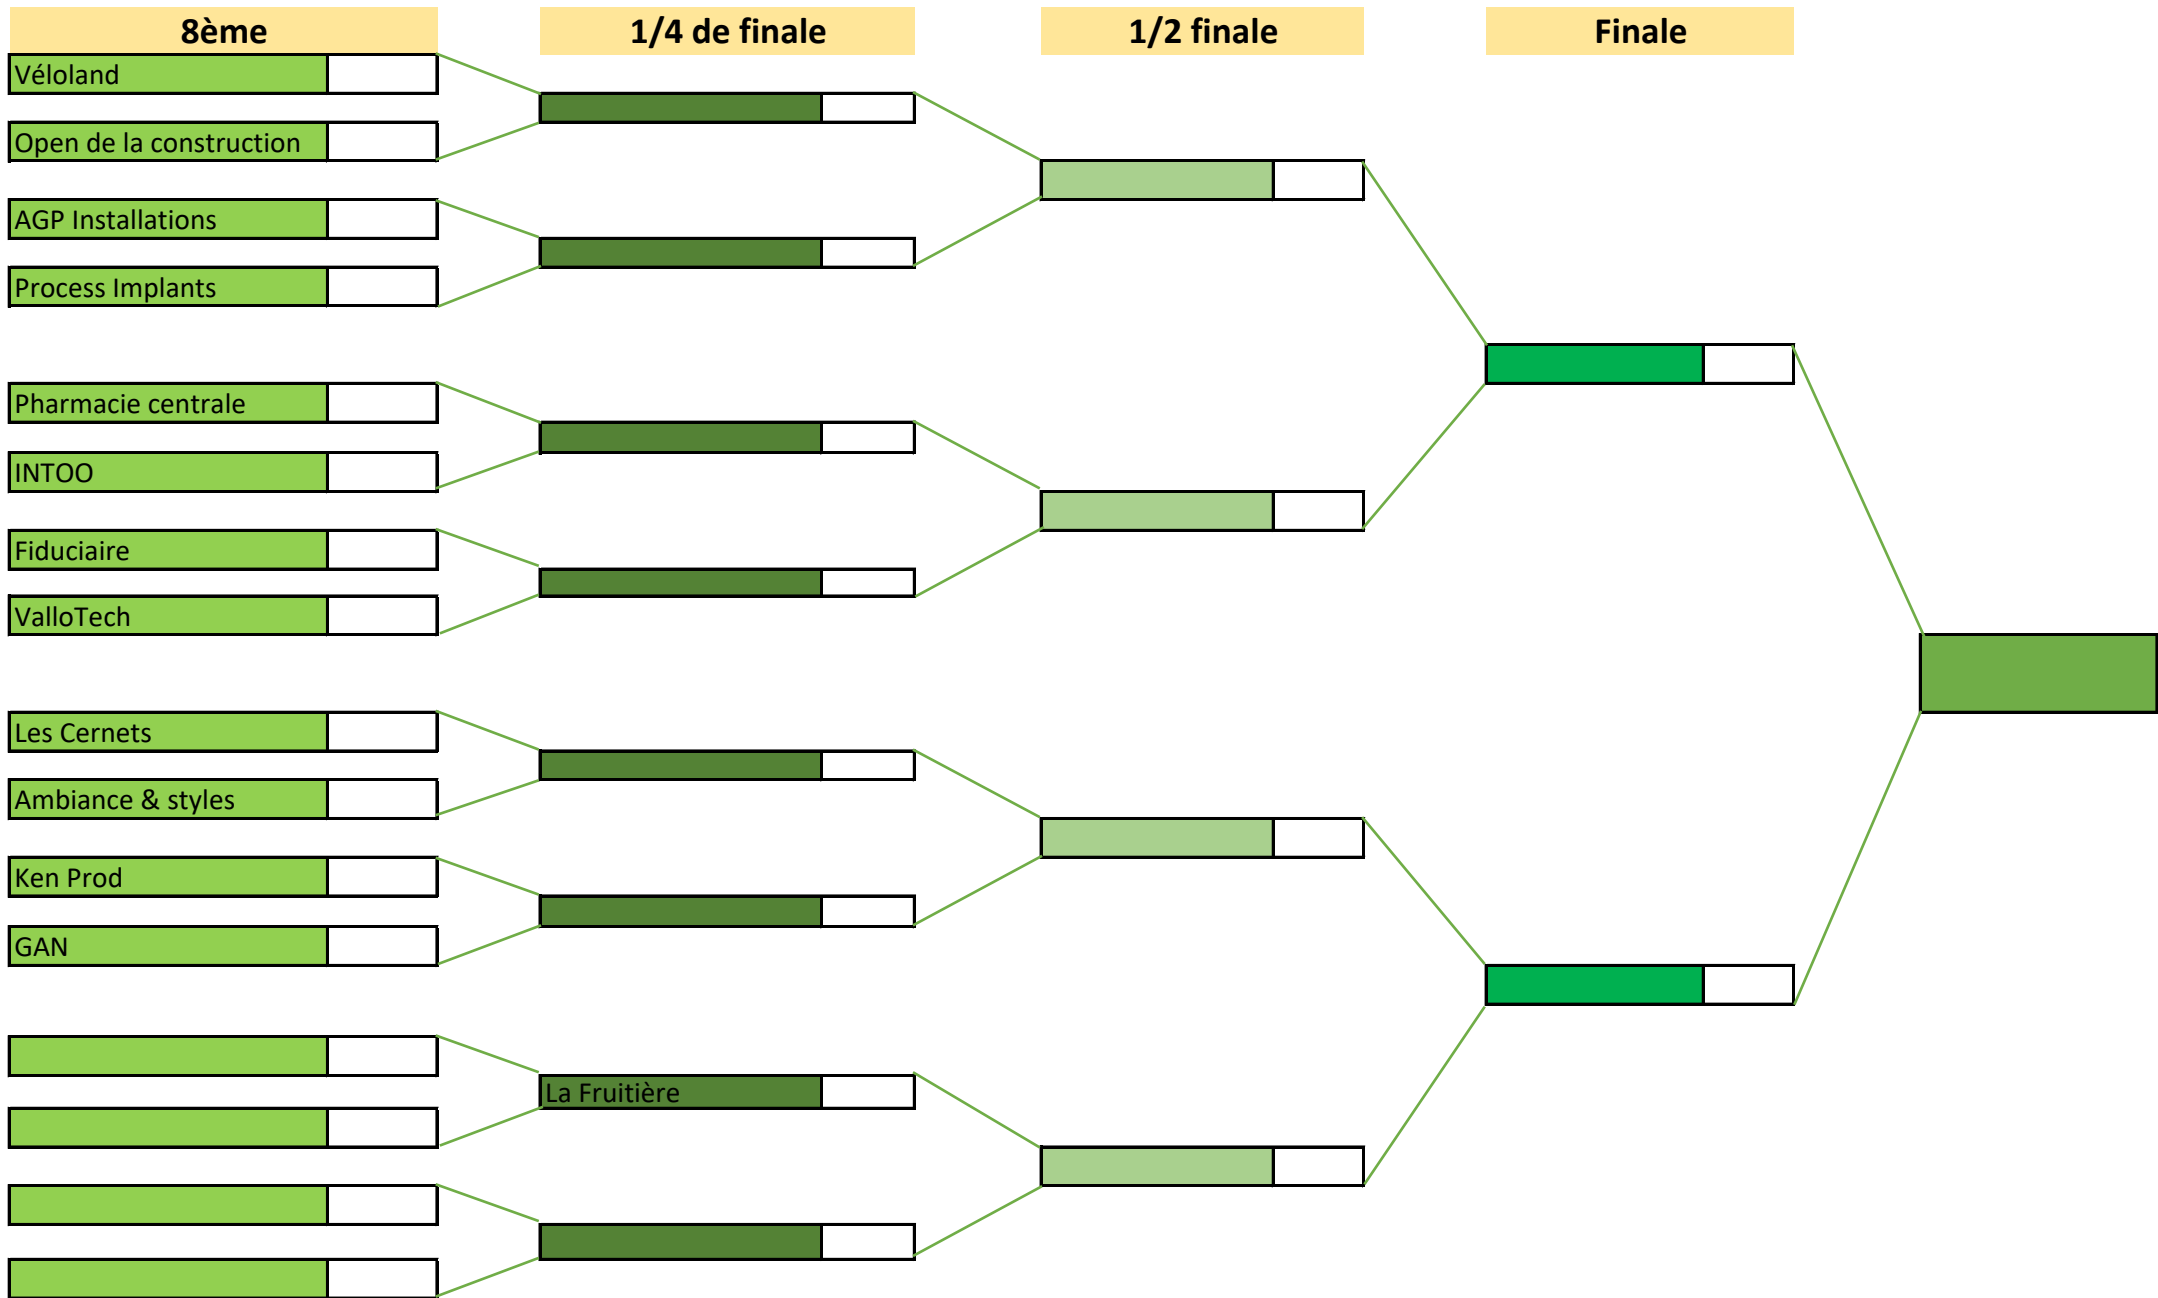 8ème
1/4 de finale
1/2 finale
Finale
Véloland
Open de la construction
AGP Installations
Process Implants
Pharmacie centrale
INTOO
Fiduciaire
ValloTech
Les Cernets
Ambiance & styles
Ken Prod
GAN
La Fruitière